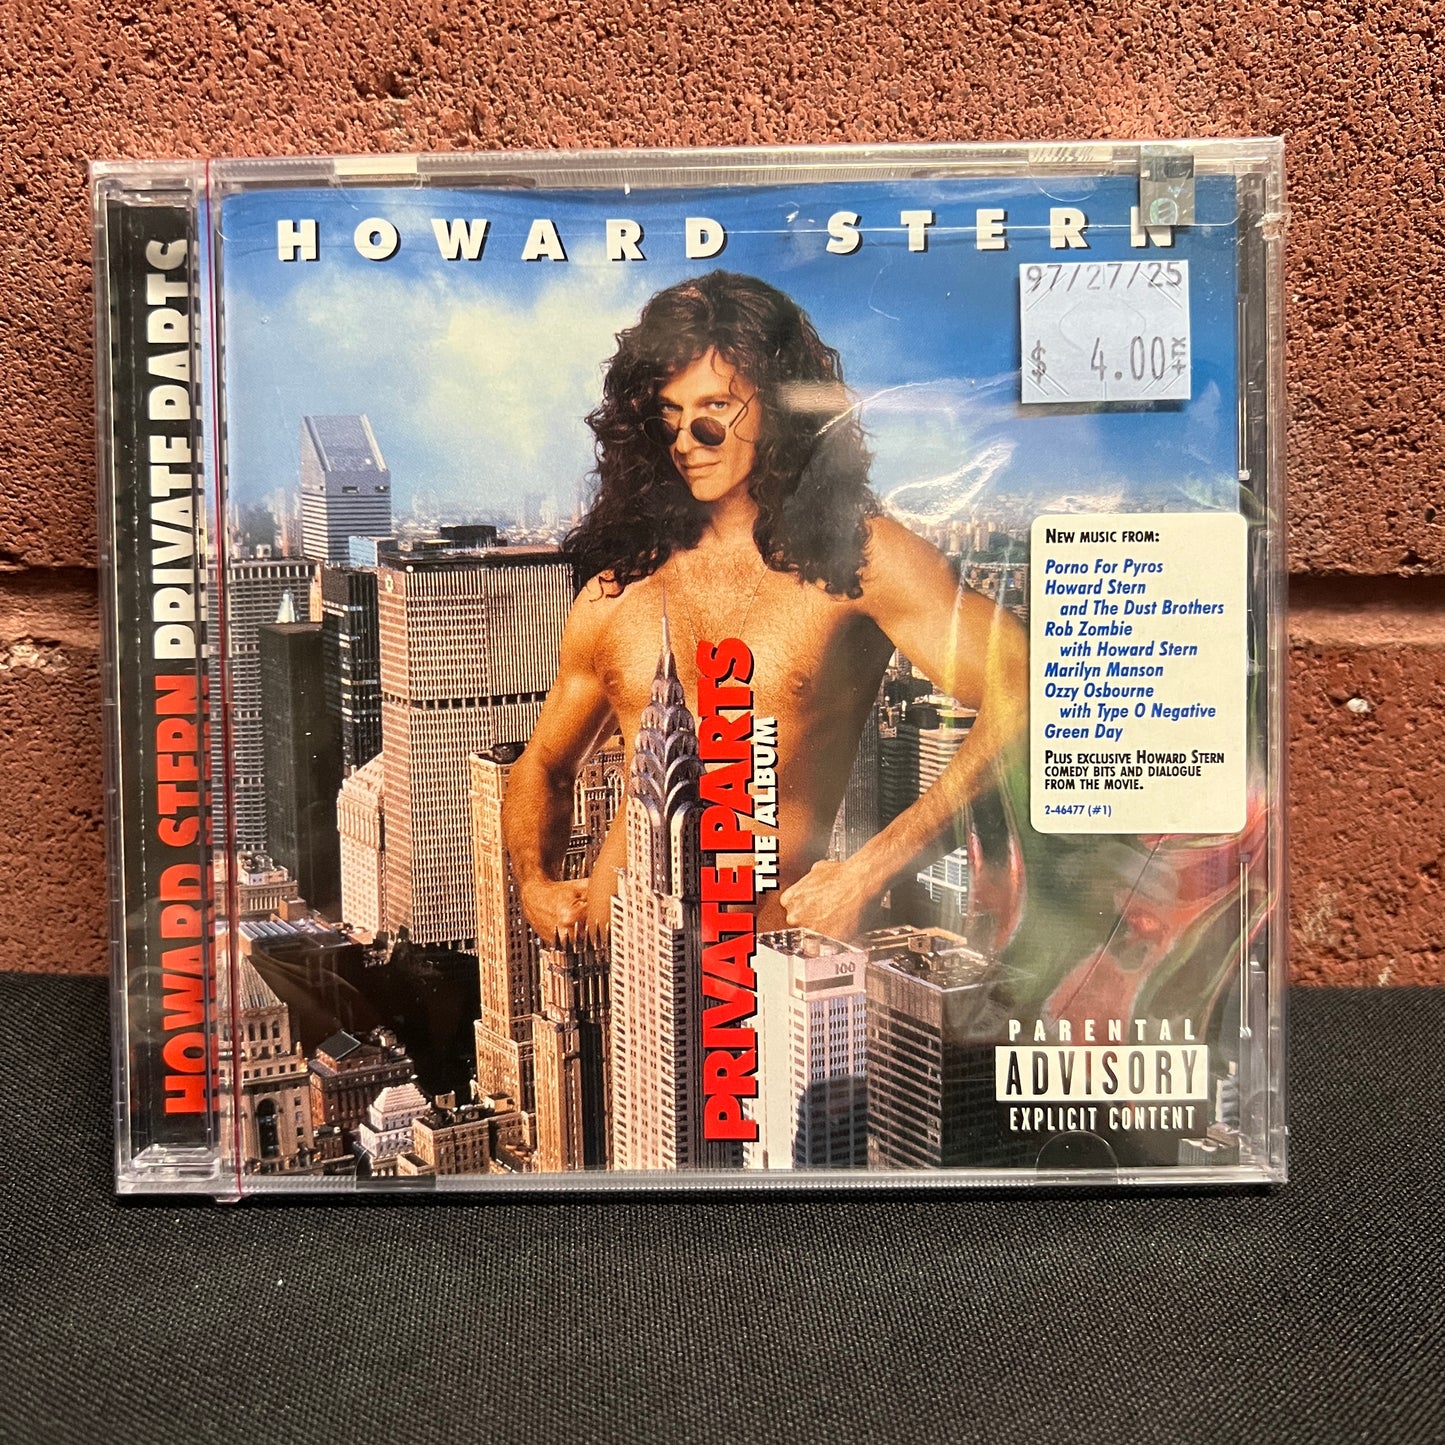 HOWARD STERN PRIVATE PARTS
HOWARD STERN
97/27/25
$ 4.00 +TX
NEW MUSIC FROM:
Porno For Pyros
Howard Stern
and The Dust Brothers
Rob Zombie
with Howard Stern
Marilyn Manson
Ozzy Osbourne
with Type O Negative
Green Day
PLUS EXCLUSIVE HOWARD STERN
COMEDY BITS AND DIALOGUE
FROM THE MOVIE.
2-46477 (#1)
PRIVATE PARTS
THE ALBUM
100
PARENTAL
ADVISORY
EXPLICIT CONTENT